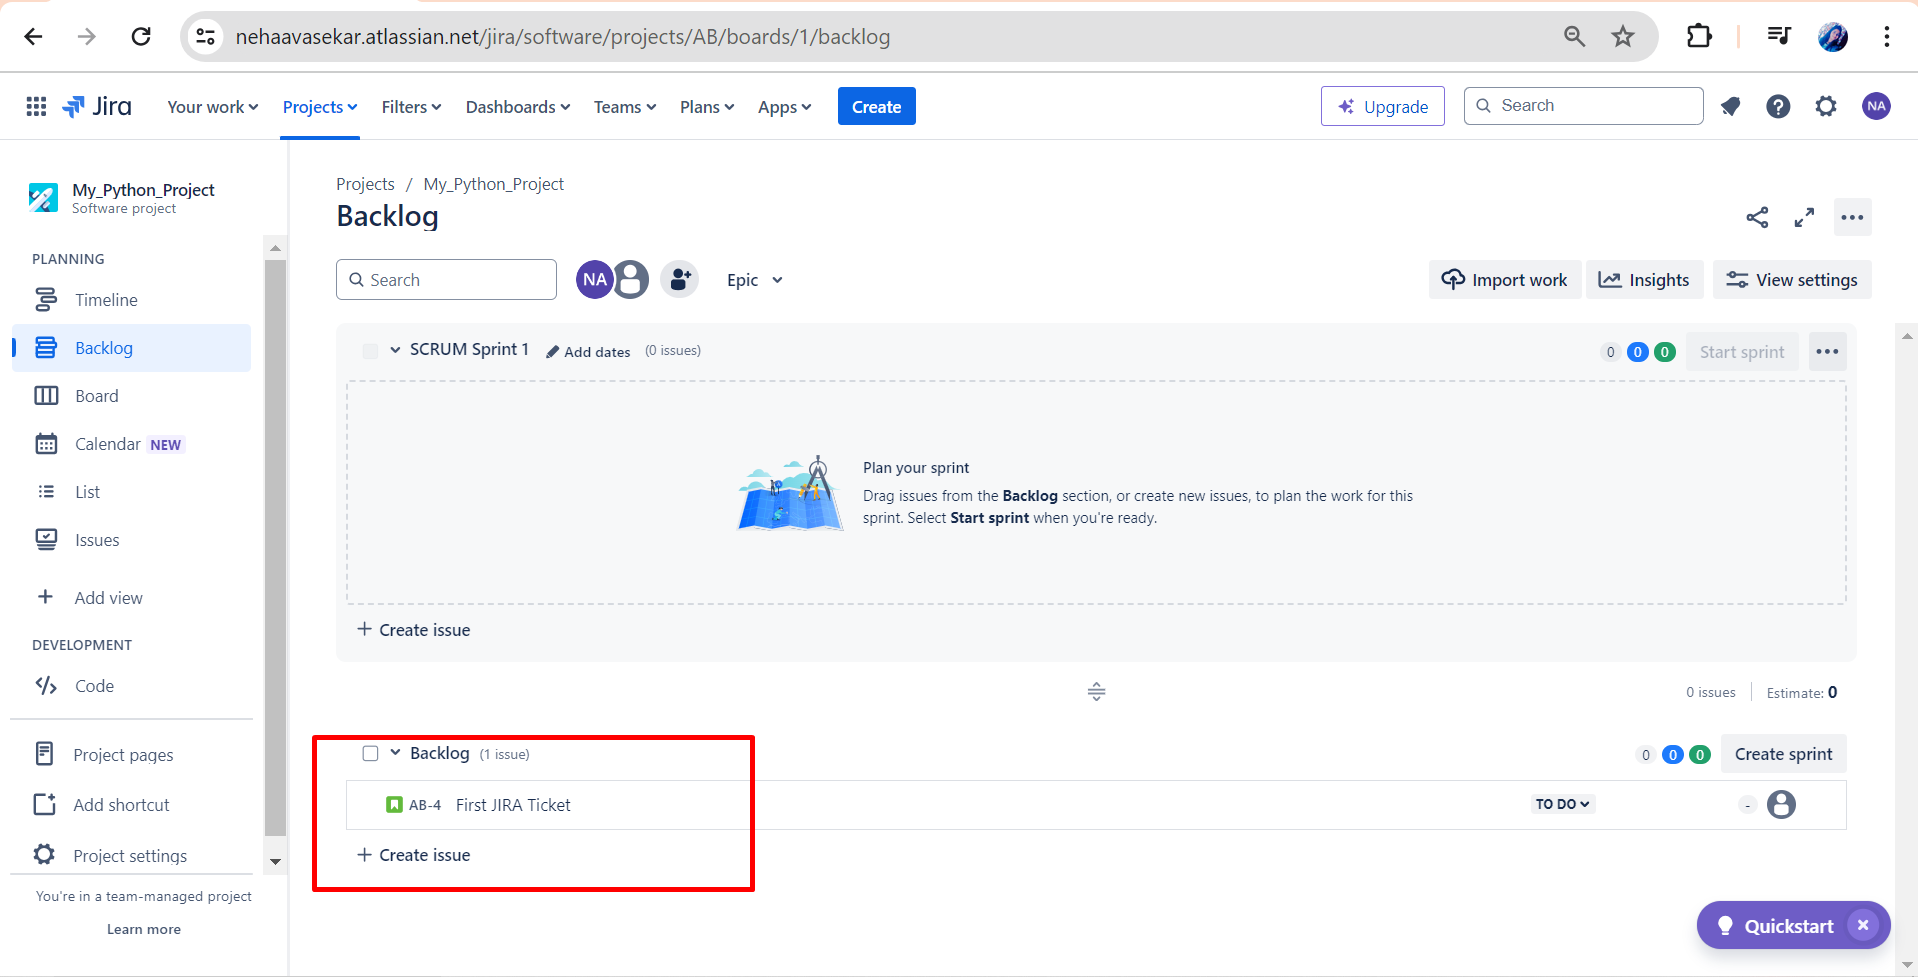 nehaavasekar.atlassian.net/jira/software/projects/AB/boards/1/backlog
Jira Your work Projects Filters Dashboards Teams Plans Apps Create Upgrade Search NA
My_Python_Project
Software project
PLANNING
Timeline
Backlog
Board
Calendar NEW
List
Issues
Add view
DEVELOPMENT
Code
Project pages
Add shortcut
Project settings
You're in a team-managed project
Learn more
Projects / My_Python_Project
Backlog
Search NA Epic Import work Insights View settings
SCRUM Sprint 1 Add dates (0 issues) 0 0 0 Start sprint
Plan your sprint
Drag issues from the Backlog section, or create new issues, to plan the work for this
sprint. Select Start sprint when you're ready.
+ Create issue
0 issues Estimate: 0
Backlog (1 issue) 0 0 0 Create sprint
AB-4 First JIRA Ticket TO DO -
+ Create issue
Quickstart